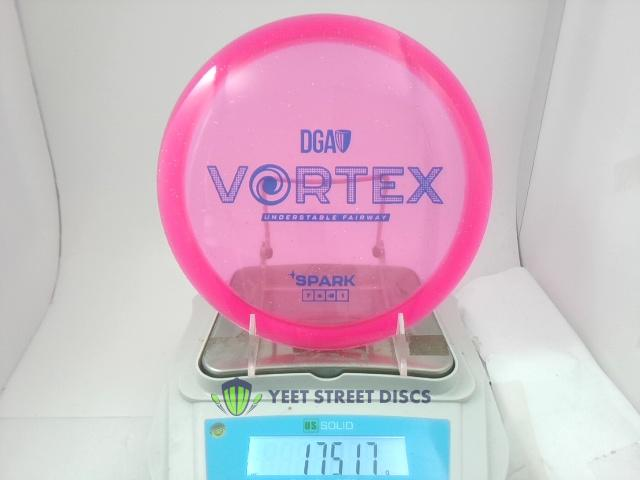 DGA
VORTEX
UNDERSTABLE FAIRWAY
SPARK
YEET STREET DISCS
US SOLID
175.17 g